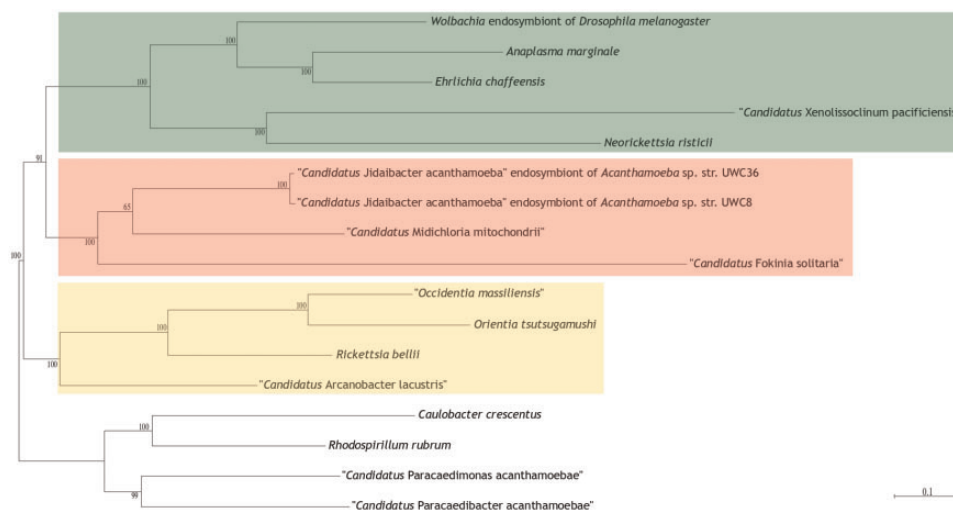 Wolbachia endosymbiont of Drosophila melanogaster
100
Anaplasma marginale
100
100
Ehrlichia chaffeensis
"Candidatus Xenolissoclinum pacificiensis
100
Neorickettsia risticii
91
"Candidatus Jidaibacter acanthamoeba" endosymbiont of Acanthamoeba sp. str. UWC36
100
"Candidatus Jidaibacter acanthamoeba" endosymbiont of Acanthamoeba sp. str. UWC8
65
"Candidatus Midichloria mitochondrii"
100
100
"Candidatus Fokinia solitaria"
"Occidentia massiliensis"
100
Orientia tsutsugamushi
100
Rickettsia bellii
100
"Candidatus Arcanobacter lacustris"
Caulobacter crescentus
100
Rhodospirillum rubrum
"Candidatus Paracaedimonas acanthamoebae"
99
0.1
"Candidatus Paracaedibacter acanthamoebae"